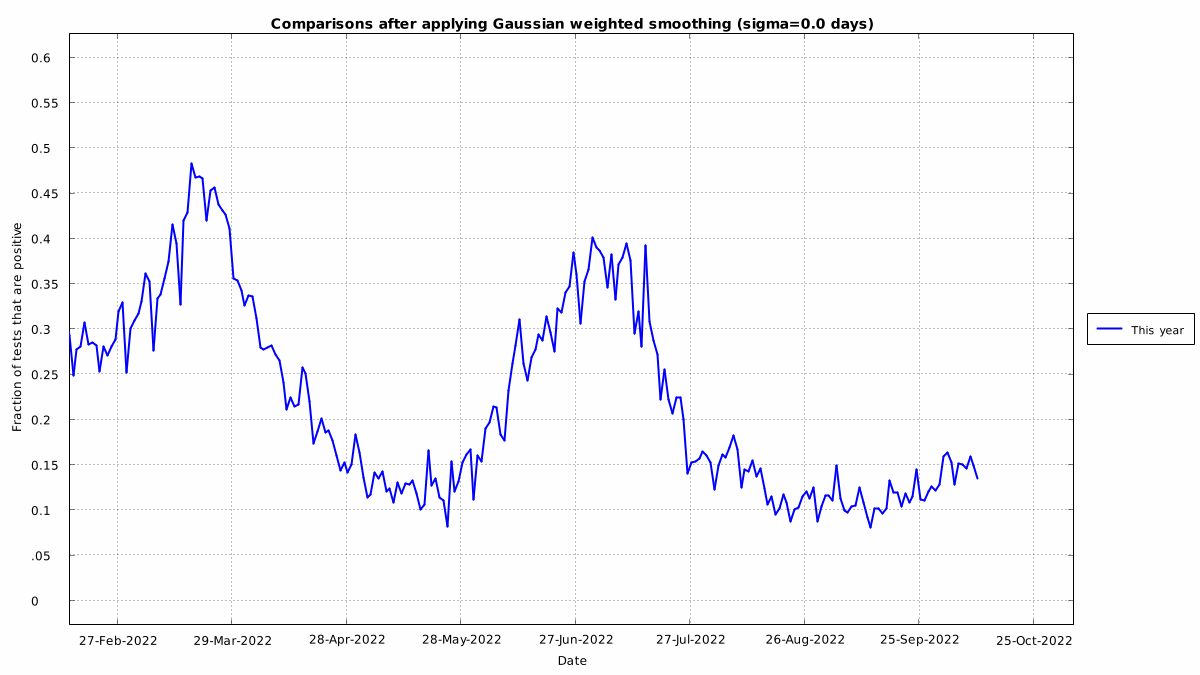 Comparisons after applying Gaussian weighted smoothing (sigma=0.0 days)
0.6
0.55
0.5
0.45
0.4
0.35
0.3
0.25
0.2
0.15
0.1
.05
0
Fraction of tests that are positive
27-Feb-2022 29-Mar-2022 28-Apr-2022 28-May-2022 27-Jun-2022 27-Jul-2022 26-Aug-2022 25-Sep-2022 25-Oct-2022
Date
This year